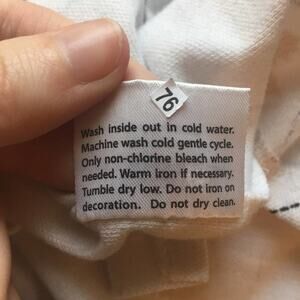 76
Wash inside out in cold water.
Machine wash cold gentle cycle.
Only non-chlorine bleach when
needed. Warm iron if necessary.
Tumble dry low. Do not iron on
decoration. Do not dry clean.